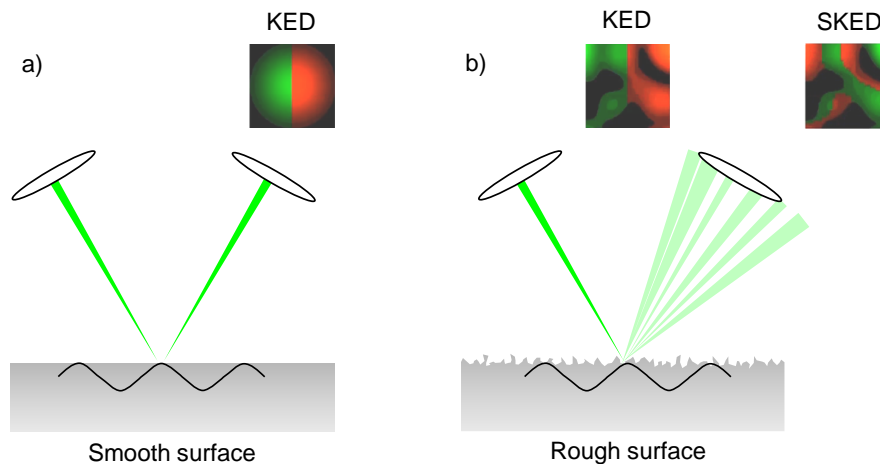 KED
a)
Smooth surface
KED
SKED
b)
Rough surface